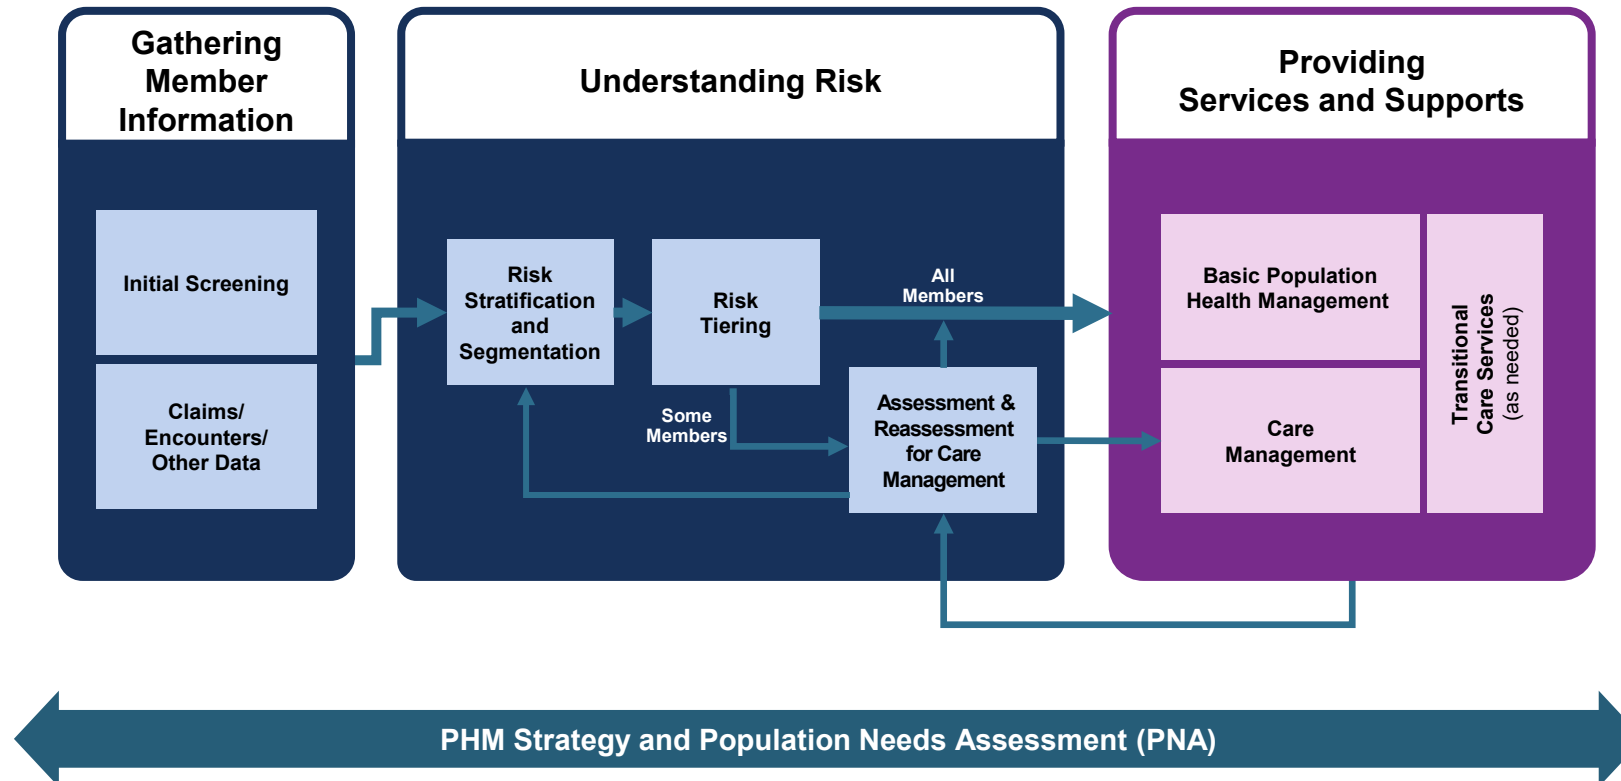 Gathering
Member
Information
Initial Screening
Claims/
Encounters/
Other Data
Understanding Risk
Risk
Stratification
and
Segmentation
Risk
Tiering
All
Members
Some
Members
Assessment &
Reassessment
for Care
Management
Providing
Services and Supports
Basic Population
Health Management
Care
Management
Transitional
Care Services
(as needed)
PHM Strategy and Population Needs Assessment (PNA)